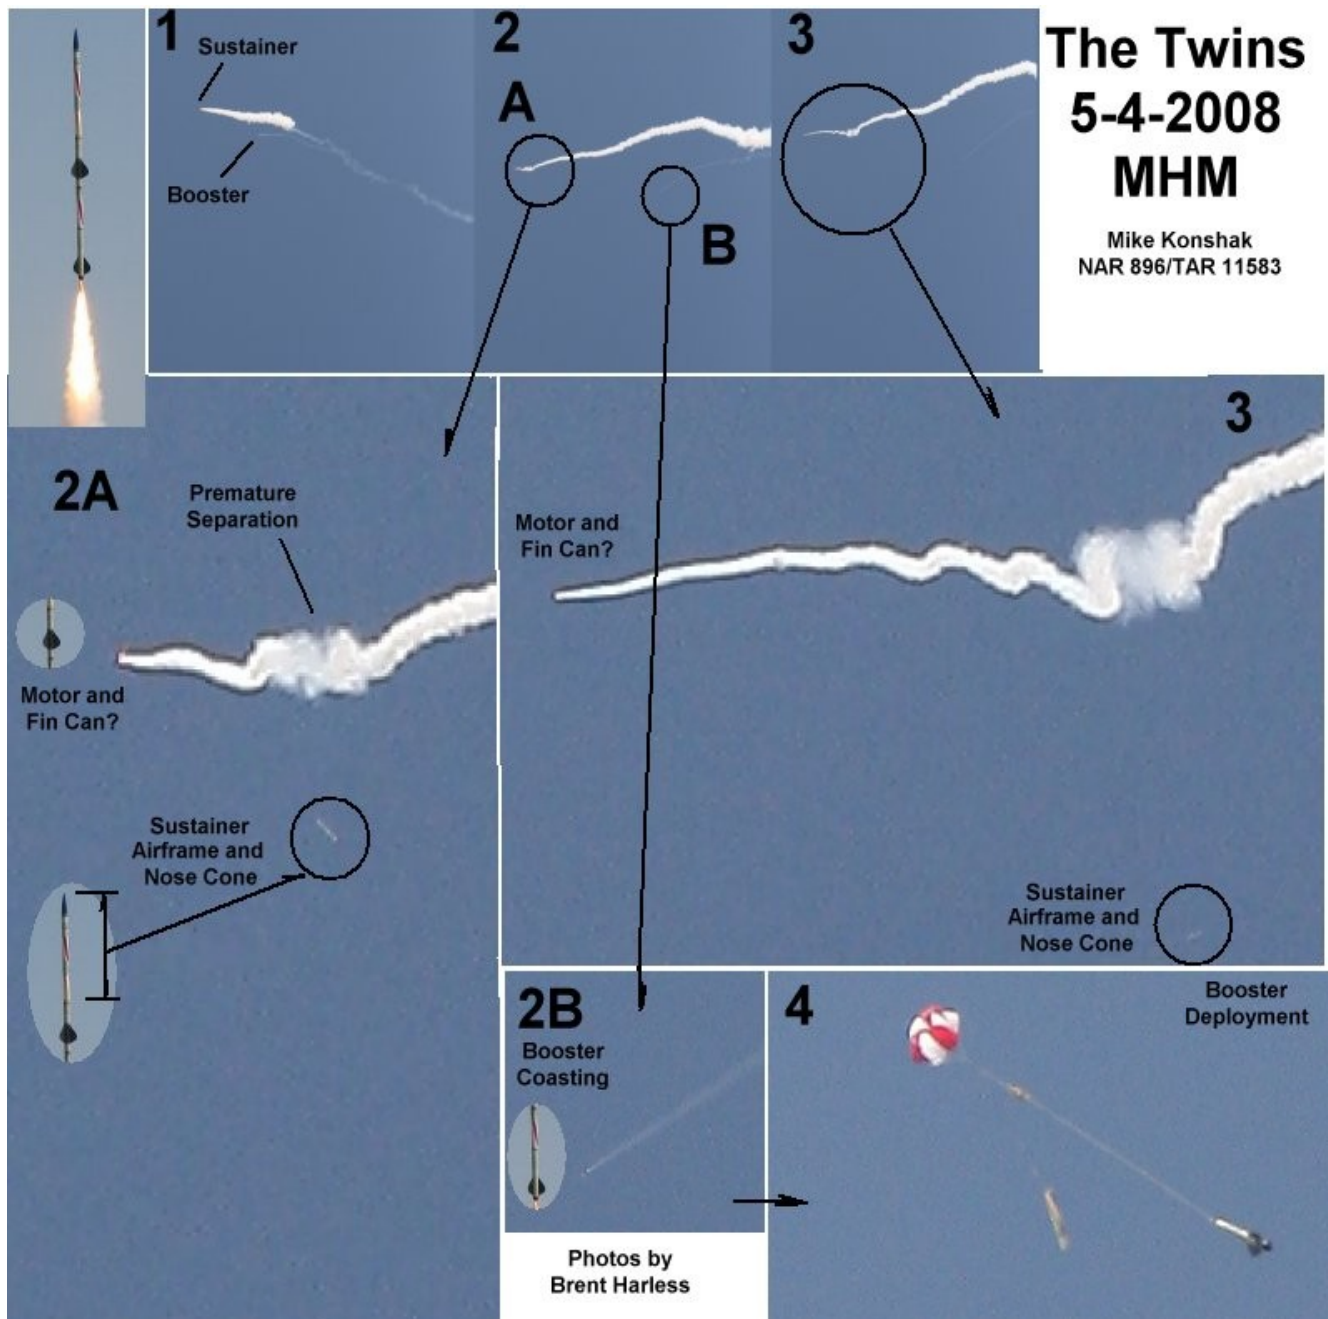 1
Sustainer
Booster
2
A
B
3
The Twins
5-4-2008
MHM
Mike Konshak
NAR 896/TAR 11583
2A
Premature
Separation
Motor and
Fin Can?
Sustainer
Airframe and
Nose Cone
3
Motor and
Fin Can?
Sustainer
Airframe and
Nose Cone
2B
Booster
Coasting
4
Booster
Deployment
Photos by
Brent Harless